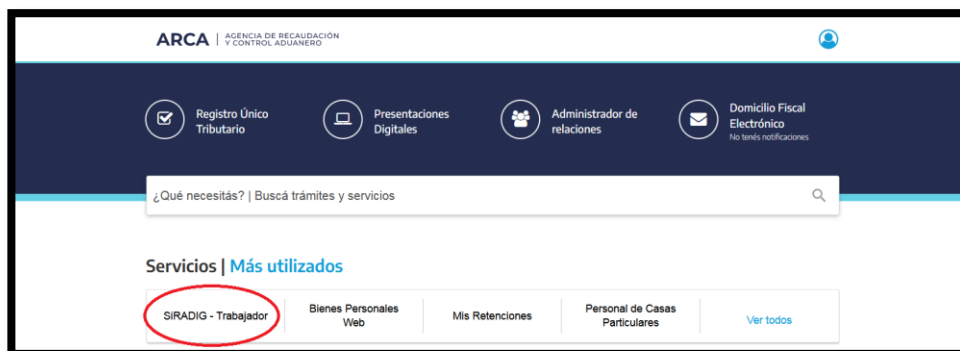 ARCA | AGENCIA DE RECAUDACIÓN
Y CONTROL ADUANERO
Registro Único
Tributario
Presentaciones
Digitales
Administrador de
relaciones
Domicilio Fiscal
Electrónico
No tenés notificaciones
¿Qué necesitás? | Buscá trámites y servicios
Servicios | Más utilizados
SiRADIG - Trabajador
Bienes Personales
Web
Mis Retenciones
Personal de Casas
Particulares
Ver todos